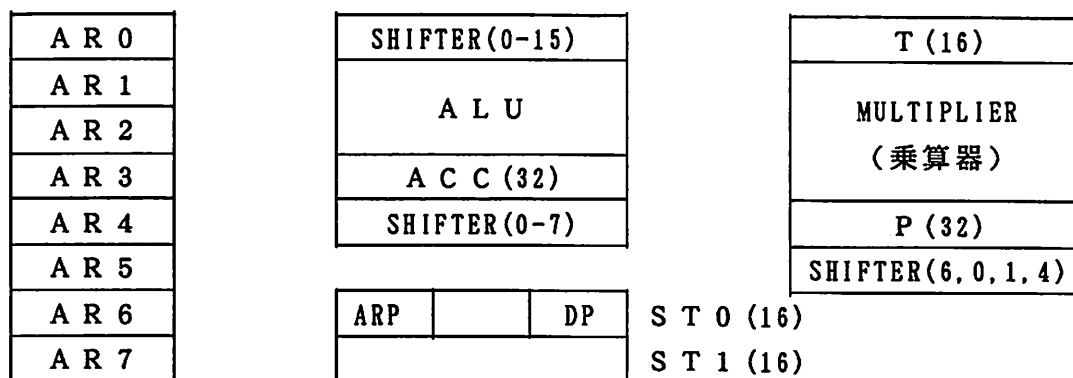 AR0
AR1
AR2
AR3
AR4
AR5
AR6
AR7
SHIFTER(0-15)
ALU
ACC(32)
SHIFTER(0-7)
ARP
DP
ST0(16)
ST1(16)
T(16)
MULTIPLIER
(乗算器)
P(32)
SHIFTER(6,0,1,4)